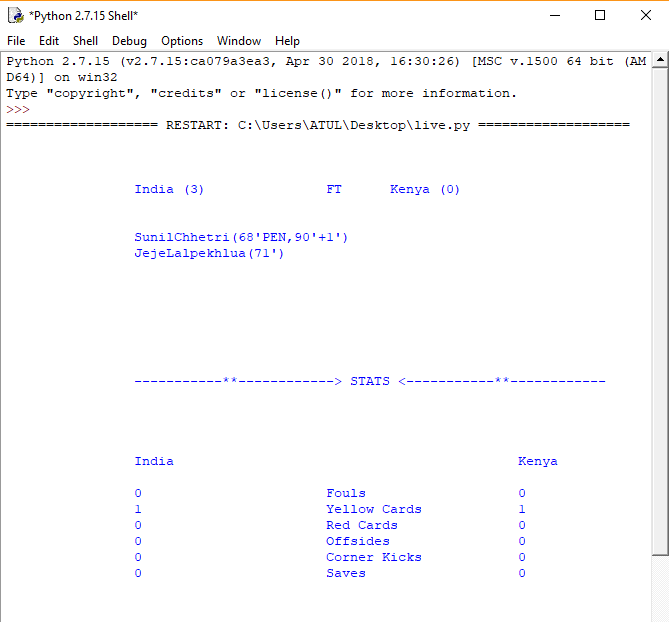 *Python 2.7.15 Shell*
File Edit Shell Debug Options Window Help
Python 2.7.15 (v2.7.15:ca079a3ea3, Apr 30 2018, 16:30:26) [MSC v.1500 64 bit (AM
D64)] on win32
Type "copyright", "credits" or "license()" for more information.
>>>
=================== RESTART: C:\Users\ATUL\Desktop\live.py ===================
India (3) FT Kenya (0)
SunilChhetri(68'PEN,90'+1')
JejeLalpekhlua(71')
-----------**------------> STATS <-----------**------------
India Kenya
0 Fouls 0
1 Yellow Cards 1
0 Red Cards 0
0 Offsides 0
0 Corner Kicks 0
0 Saves 0